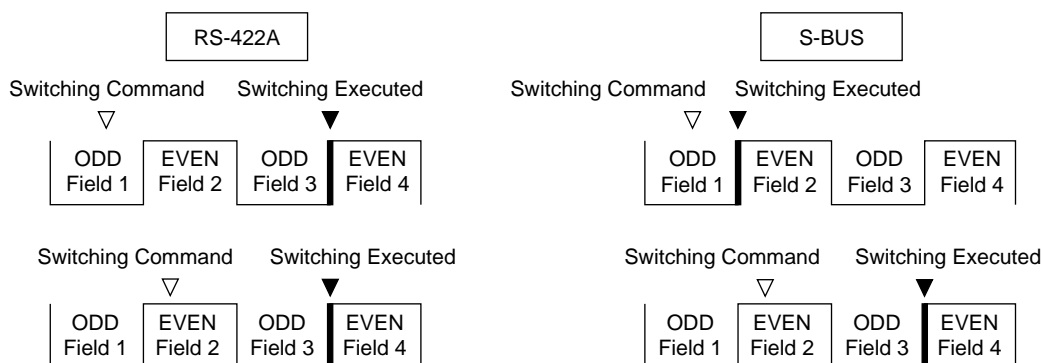 RS-422A
S-BUS
Switching Command Switching Executed
Switching Command Switching Executed
ODD EVEN ODD EVEN
Field 1 Field 2 Field 3 Field 4
ODD EVEN ODD EVEN
Field 1 Field 2 Field 3 Field 4
Switching Command Switching Executed
Switching Command Switching Executed
ODD EVEN ODD EVEN
Field 1 Field 2 Field 3 Field 4
ODD EVEN ODD EVEN
Field 1 Field 2 Field 3 Field 4